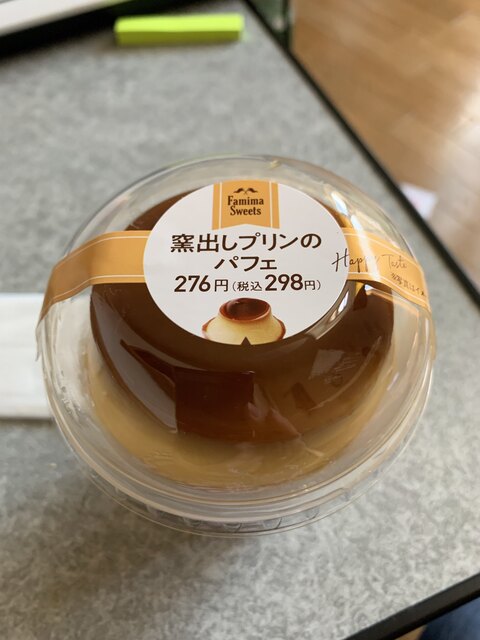 Famima
Sweets
窯出しプリンの
パフェ
276円(税込298円)
Happy Taste